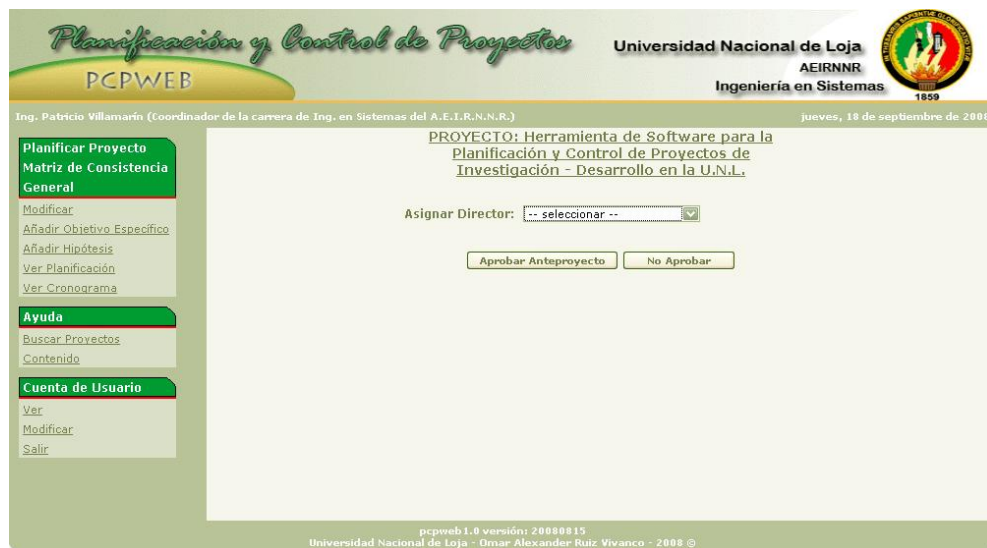 Planificación y Control de Proyectos
PCPWEB
Universidad Nacional de Loja
AEIRNNR
Ingeniería en Sistemas
1859
Ing. Patricio Villamarín (Coordinador de la carrera de Ing. en Sistemas del A.E.I.R.N.N.R.)
jueves, 18 de septiembre de 2008
Planificar Proyecto
Matriz de Consistencia
General
Modificar
Añadir Objetivo Específico
Añadir Hipótesis
Ver Planificación
Ver Cronograma
Ayuda
Buscar Proyectos
Contenido
Cuenta de Usuario
Ver
Modificar
Salir
PROYECTO: Herramienta de Software para la
Planificación y Control de Proyectos de
Investigación - Desarrollo en la U.N.L.
Asignar Director: -- seleccionar --
Aprobar Anteproyecto No Aprobar
pcpweb1.0 versión: 20080815
Universidad Nacional de Loja - Omar Alexander Ruiz Vivanco - 2008 ©